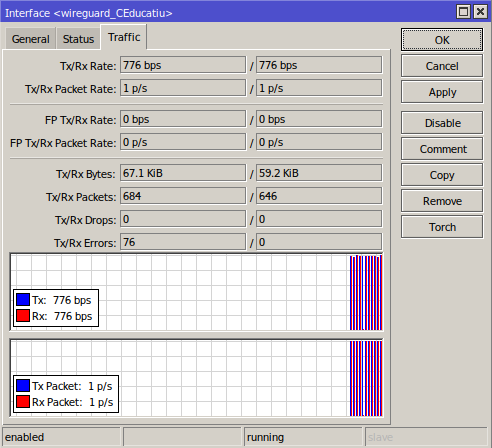 Interface <wireguard_CEducatiu>
General Status Traffic
OK
Cancel
Apply
Disable
Comment
Copy
Remove
Torch
Tx/Rx Rate: 776 bps / 776 bps
Tx/Rx Packet Rate: 1 p/s / 1 p/s
FP Tx/Rx Rate: 0 bps / 0 bps
FP Tx/Rx Packet Rate: 0 p/s / 0 p/s
Tx/Rx Bytes: 67.1 KiB / 59.2 KiB
Tx/Rx Packets: 684 / 646
Tx/Rx Drops: 0 / 0
Tx/Rx Errors: 76 / 0
Tx: 776 bps
Rx: 776 bps
Tx Packet: 1 p/s
Rx Packet: 1 p/s
enabled running slave